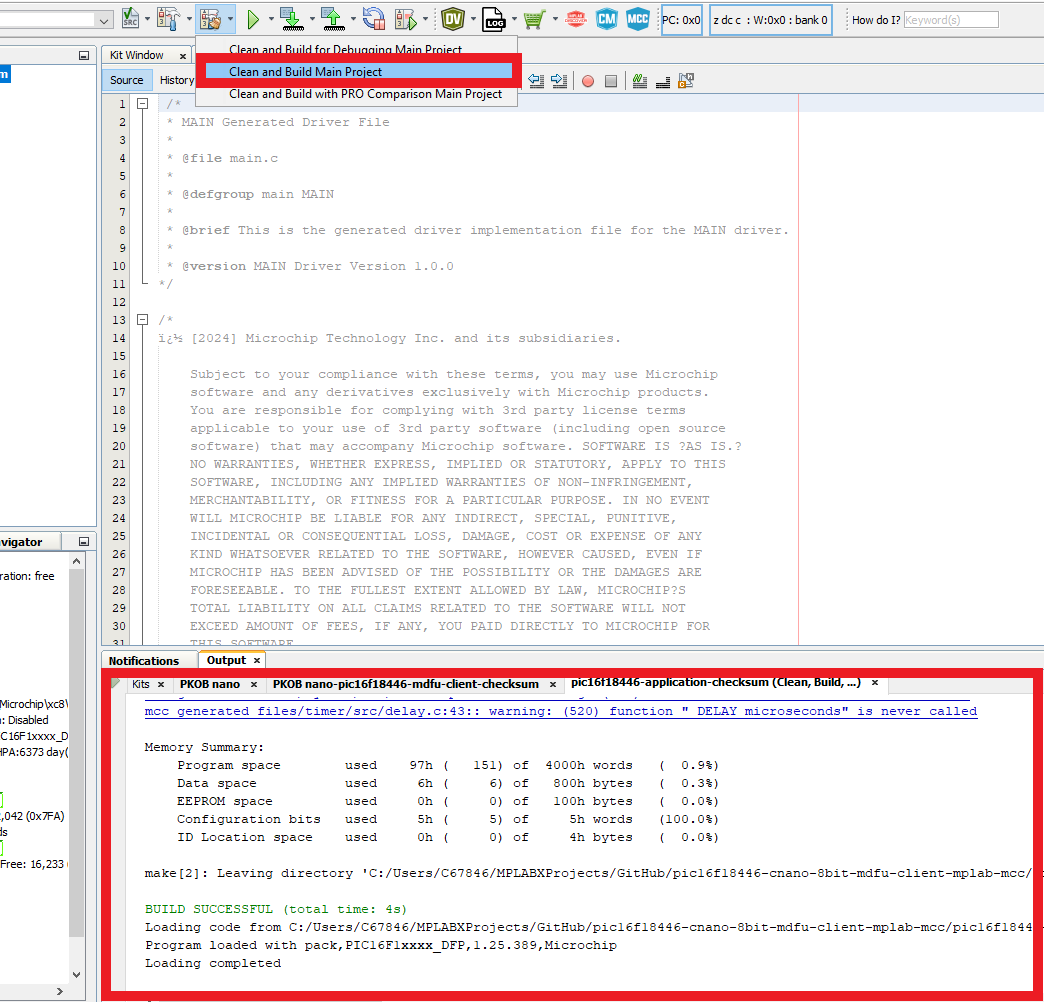 SRC
DV
LOG
CM
MCC
PC: 0x0
z dc c : W:0x0 : bank 0
How do I?
Keyword(s)
Clean and Build for Debugging Main Project
Clean and Build Main Project
Clean and Build with PRO Comparison Main Project
Kit Window
Source
History
m
1 /*
2 * MAIN Generated Driver File
3 *
4 * @file main.c
5 *
6 * @defgroup main MAIN
7 *
8 * @brief This is the generated driver implementation file for the MAIN driver.
9 *
10 * @version MAIN Driver Version 1.0.0
11 */
12
13 /*
14 ï¿½ [2024] Microchip Technology Inc. and its subsidiaries.
15
16 Subject to your compliance with these terms, you may use Microchip
17 software and any derivatives exclusively with Microchip products.
18 You are responsible for complying with 3rd party license terms
19 applicable to your use of 3rd party software (including open source
20 software) that may accompany Microchip software. SOFTWARE IS ?AS IS.?
21 NO WARRANTIES, WHETHER EXPRESS, IMPLIED OR STATUTORY, APPLY TO THIS
22 SOFTWARE, INCLUDING ANY IMPLIED WARRANTIES OF NON-INFRINGEMENT,
23 MERCHANTABILITY, OR FITNESS FOR A PARTICULAR PURPOSE. IN NO EVENT
24 WILL MICROCHIP BE LIABLE FOR ANY INDIRECT, SPECIAL, PUNITIVE,
25 INCIDENTAL OR CONSEQUENTIAL LOSS, DAMAGE, COST OR EXPENSE OF ANY
26 KIND WHATSOEVER RELATED TO THE SOFTWARE, HOWEVER CAUSED, EVEN IF
27 MICROCHIP HAS BEEN ADVISED OF THE POSSIBILITY OR THE DAMAGES ARE
28 FORESEEABLE. TO THE FULLEST EXTENT ALLOWED BY LAW, MICROCHIP?S
29 TOTAL LIABILITY ON ALL CLAIMS RELATED TO THE SOFTWARE WILL NOT
30 EXCEED AMOUNT OF FEES, IF ANY, YOU PAID DIRECTLY TO MICROCHIP FOR
31 THIS SOFTWARE
vigator
ration: free
Microchip\xc8\
n: Disabled
IC16F1xxxx_D
HPA:6373 day(
,042 (0x7FA)
ds
Free: 16,233
Notifications
Output
Kits
PKOB nano
PKOB nano-pic16f18446-mdfu-client-checksum
pic16f18446-application-checksum (Clean, Build, ...)
mcc generated files/timer/src/delay.c:43:: warning: (520) function " DELAY microseconds" is never called
Memory Summary:
Program space used 97h ( 151) of 4000h words ( 0.9%)
Data space used 6h ( 6) of 800h bytes ( 0.3%)
EEPROM space used 0h ( 0) of 100h bytes ( 0.0%)
Configuration bits used 5h ( 5) of 5h words (100.0%)
ID Location space used 0h ( 0) of 4h bytes ( 0.0%)
make[2]: Leaving directory 'C:/Users/C67846/MPLABXProjects/GitHub/pic16f18446-cnano-8bit-mdfu-client-mplab-mcc/
BUILD SUCCESSFUL (total time: 4s)
Loading code from C:/Users/C67846/MPLABXProjects/GitHub/pic16f18446-cnano-8bit-mdfu-client-mplab-mcc/pic16f1844
Program loaded with pack,PIC16F1xxxx_DFP,1.25.389,Microchip
Loading completed